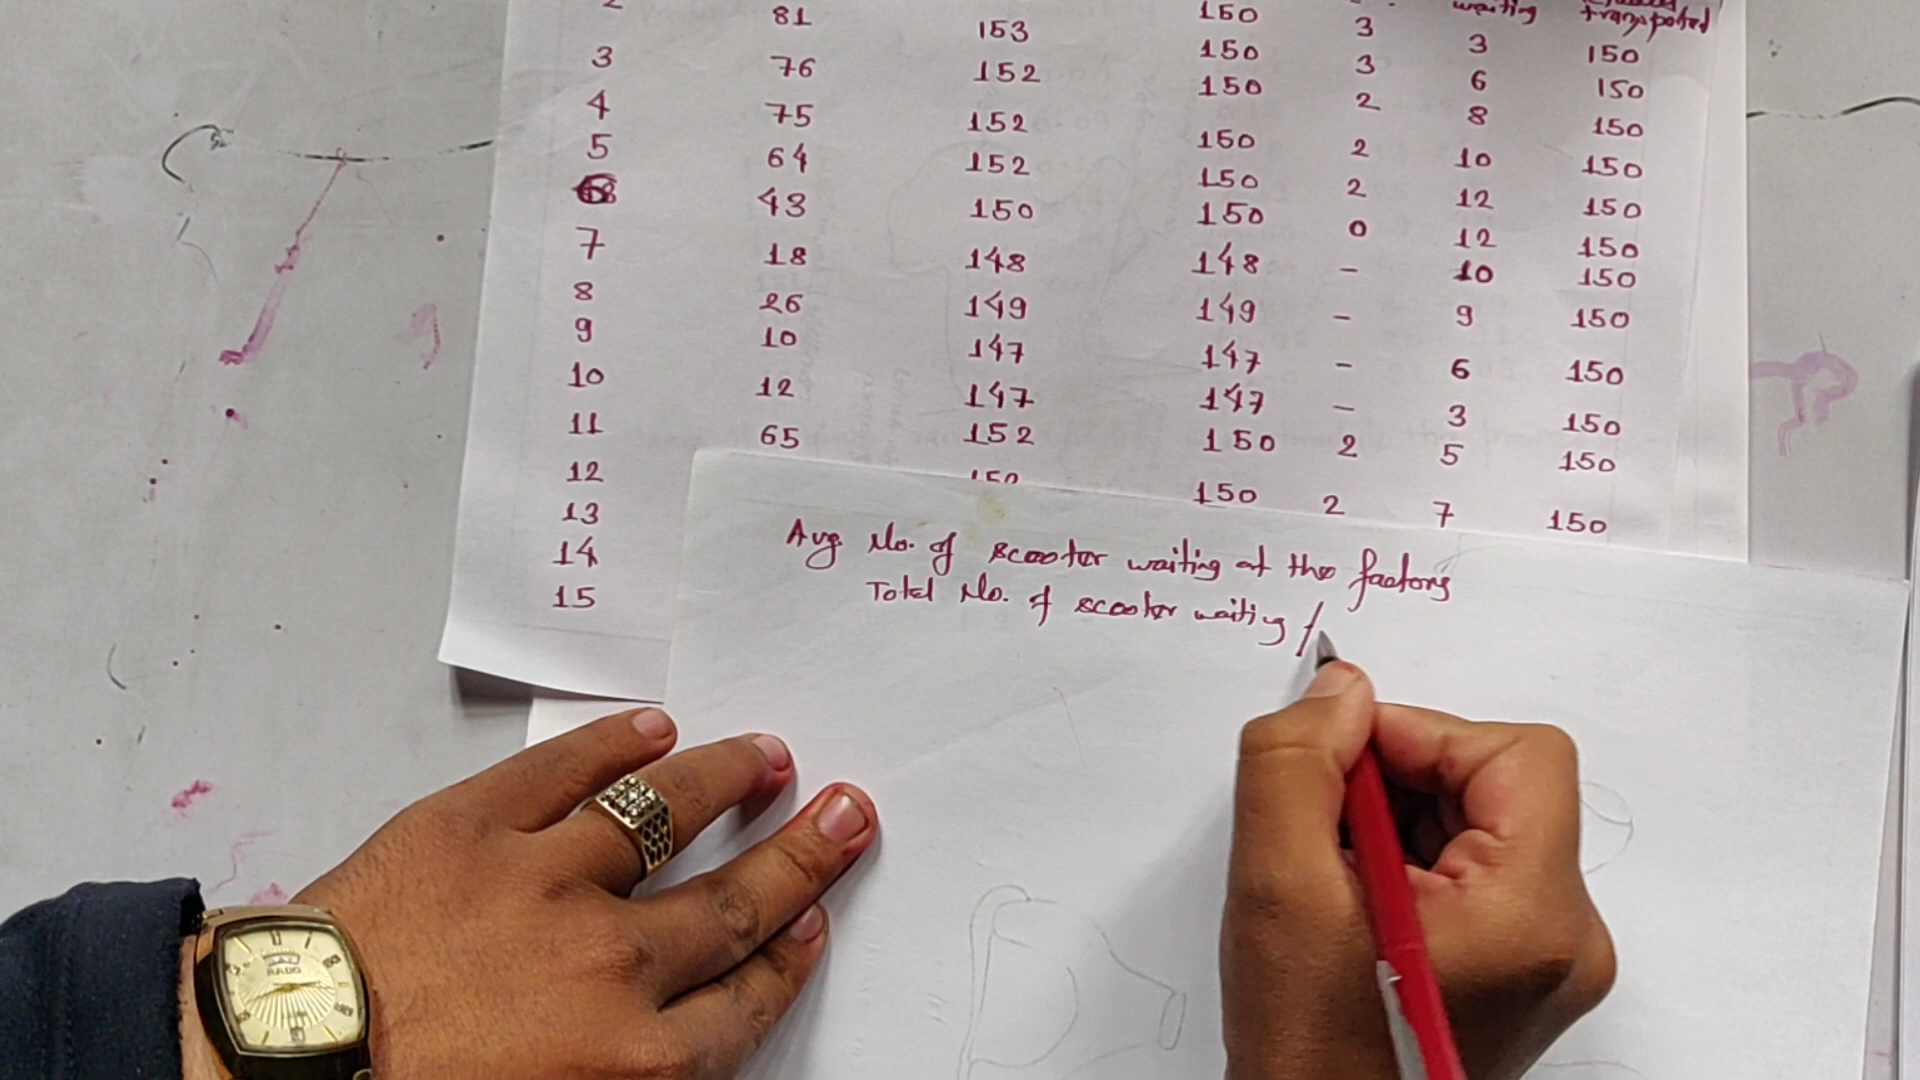 waiting transported
2 81 153 150 3 3 150
3 76 152 150 3 6 150
4 75 152 150 2 8 150
5 64 152 150 2 10 150
6 43 150 150 2 12 150
7 18 148 150 0 12 150
8 26 149 148 - 10 150
9 10 147 149 - 9 150
10 12 147 147 - 6 150
11 65 152 147 - 3 150
12 150 2 5 150
13 150 2 7 150
14
15
Avg. No. of scooter waiting at the factory
Total No. of scooter waiting /
RADO